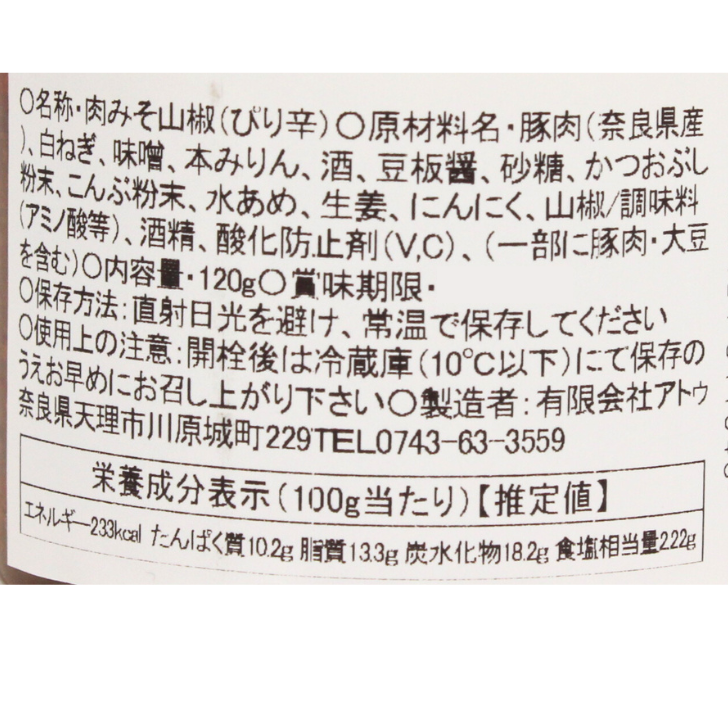 〇名称・肉みそ山椒(ぴり辛)〇原材料名・豚肉(奈良県産
)、白ねぎ、味噌、本みりん、酒、豆板醤、砂糖、かつおぶし
粉末、こんぶ粉末、水あめ、生姜、にんにく、山椒/調味料
(アミノ酸等)、酒精、酸化防止剤(V,C)、(一部に豚肉・大豆
を含む)〇内容量・120g〇賞味期限・
〇保存方法:直射日光を避け、常温で保存してください
〇使用上の注意:開栓後は冷蔵庫(10℃以下)にて保存の
うえお早めにお召し上がり下さい〇製造者:有限会社アトゥ
奈良県天理市川原城町229TEL0743-63-3559
栄養成分表示(100g当たり)【推定値】
エネルギー233kcal たんぱく質10.2g 脂質13.3g 炭水化物18.2g 食塩相当量2.22g